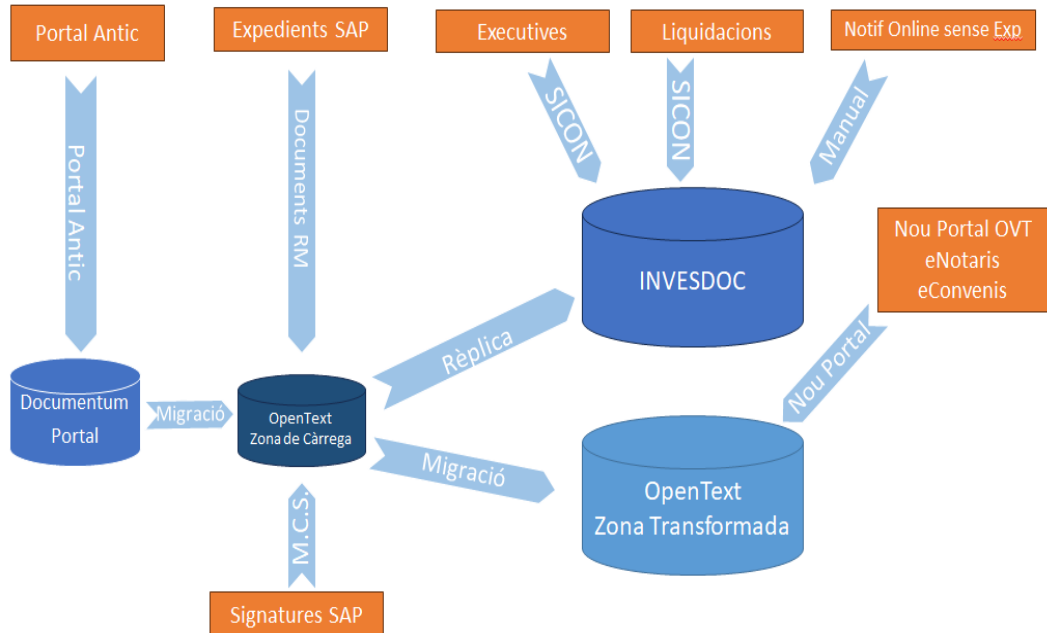 Portal Antic
Expedients SAP
Executives
Liquidacions
Notif Online sense Exp
Portal Antic
Documents RM
SICON
SICON
Manual
Nou Portal OVT
eNotaris
eConvenis
INVESDOC
Rèplica
Nou Portal
Documentum
Portal
Migració
OpenText
Zona de Càrrega
Migració
OpenText
Zona Transformada
M.C.S.
Signatures SAP